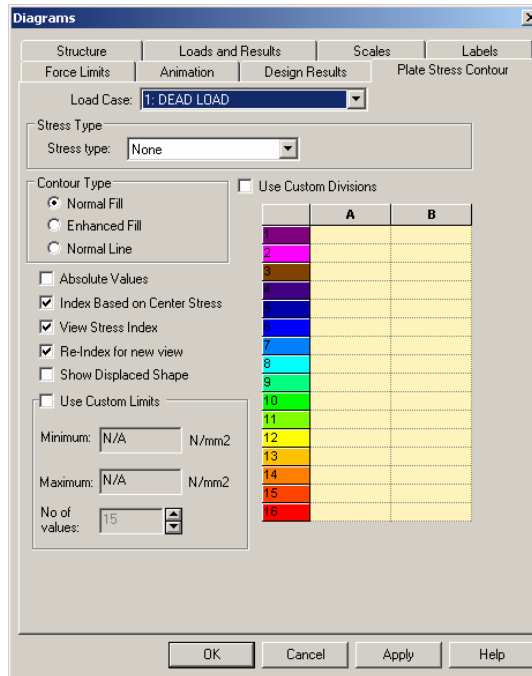 Diagrams
Structure Loads and Results Scales Labels
Force Limits Animation Design Results Plate Stress Contour
Load Case: 1: DEAD LOAD
Stress Type
Stress type: None
Contour Type
Normal Fill
Enhanced Fill
Normal Line
Use Custom Divisions
A B
1
2
3
4
5
6
7
8
9
10
11
12
13
14
15
16
Absolute Values
Index Based on Center Stress
View Stress Index
Re-Index for new view
Show Displaced Shape
Use Custom Limits
Minimum: N/A N/mm2
Maximum: N/A N/mm2
No of
values: 15
OK Cancel Apply Help